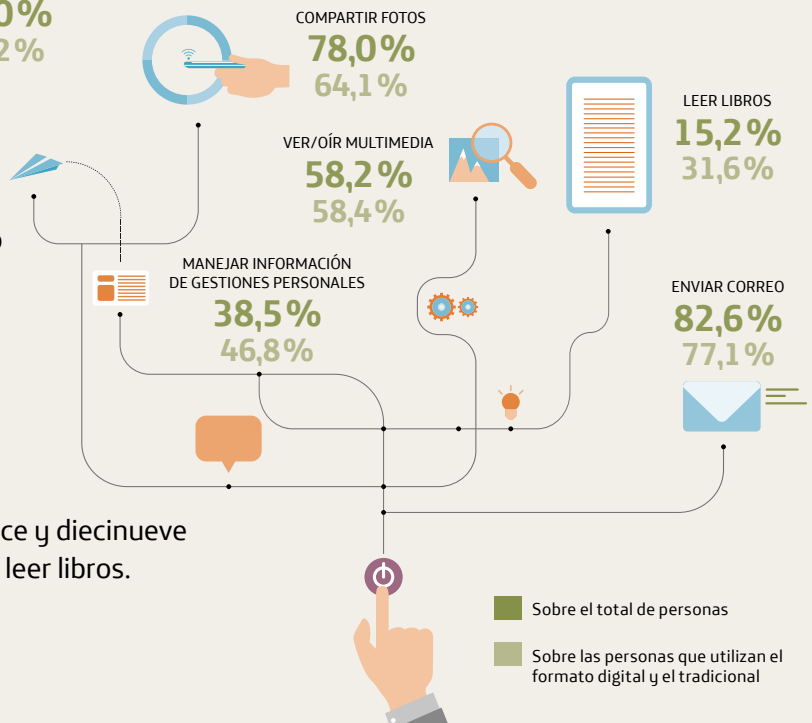 0%
2%
COMPARTIR FOTOS
78,0%
64,1%
VER/OÍR MULTIMEDIA
58,2%
58,4%
LEER LIBROS
15,2%
31,6%
MANEJAR INFORMACIÓN
DE GESTIONES PERSONALES
38,5%
46,8%
ENVIAR CORREO
82,6%
77,1%
ce y diecinueve
leer libros.
Sobre el total de personas
Sobre las personas que utilizan el
formato digital y el tradicional